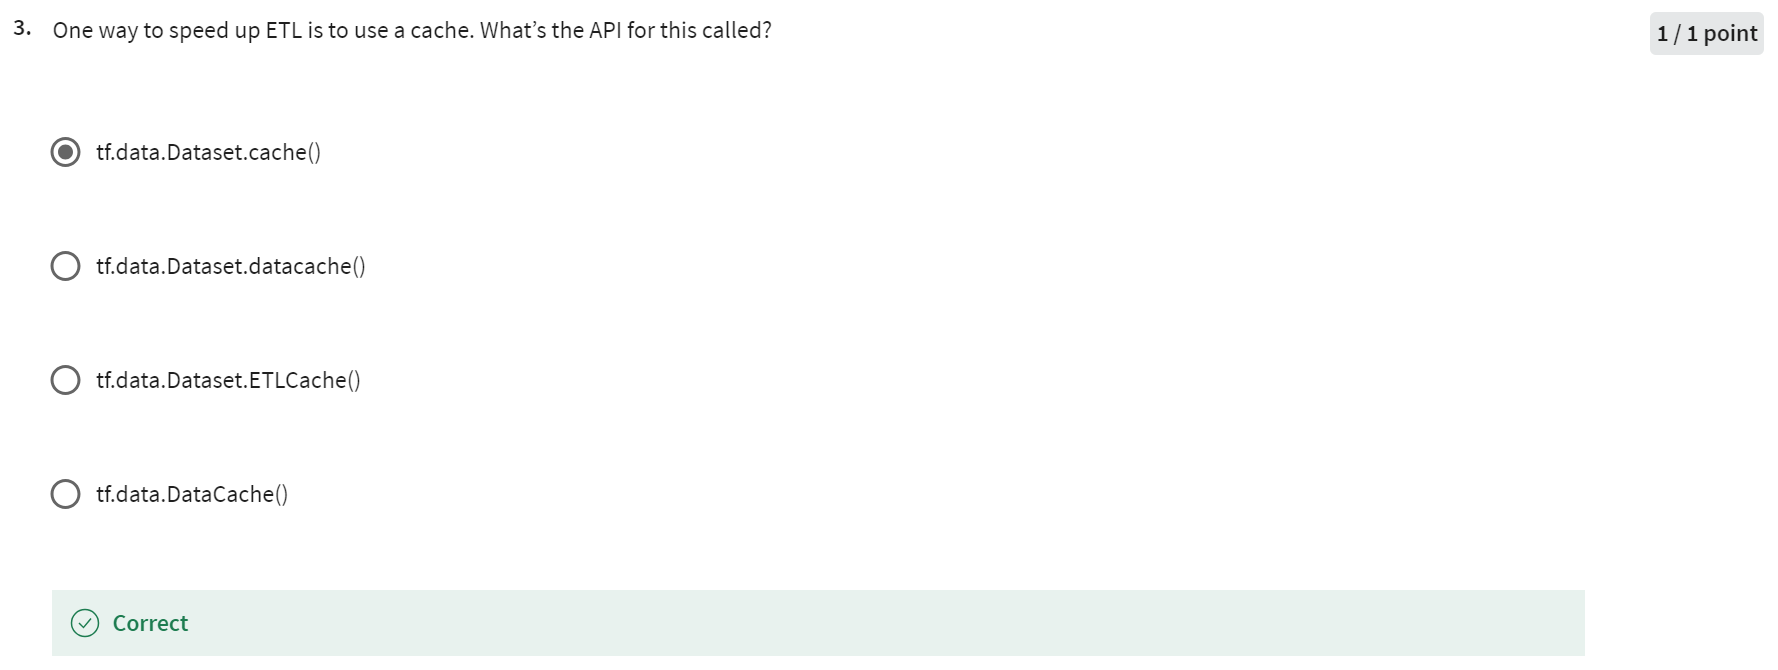 3. One way to speed up ETL is to use a cache. What’s the API for this called?
1 / 1 point
tf.data.Dataset.cache()
tf.data.Dataset.datacache()
tf.data.Dataset.ETLCache()
tf.data.DataCache()
Correct